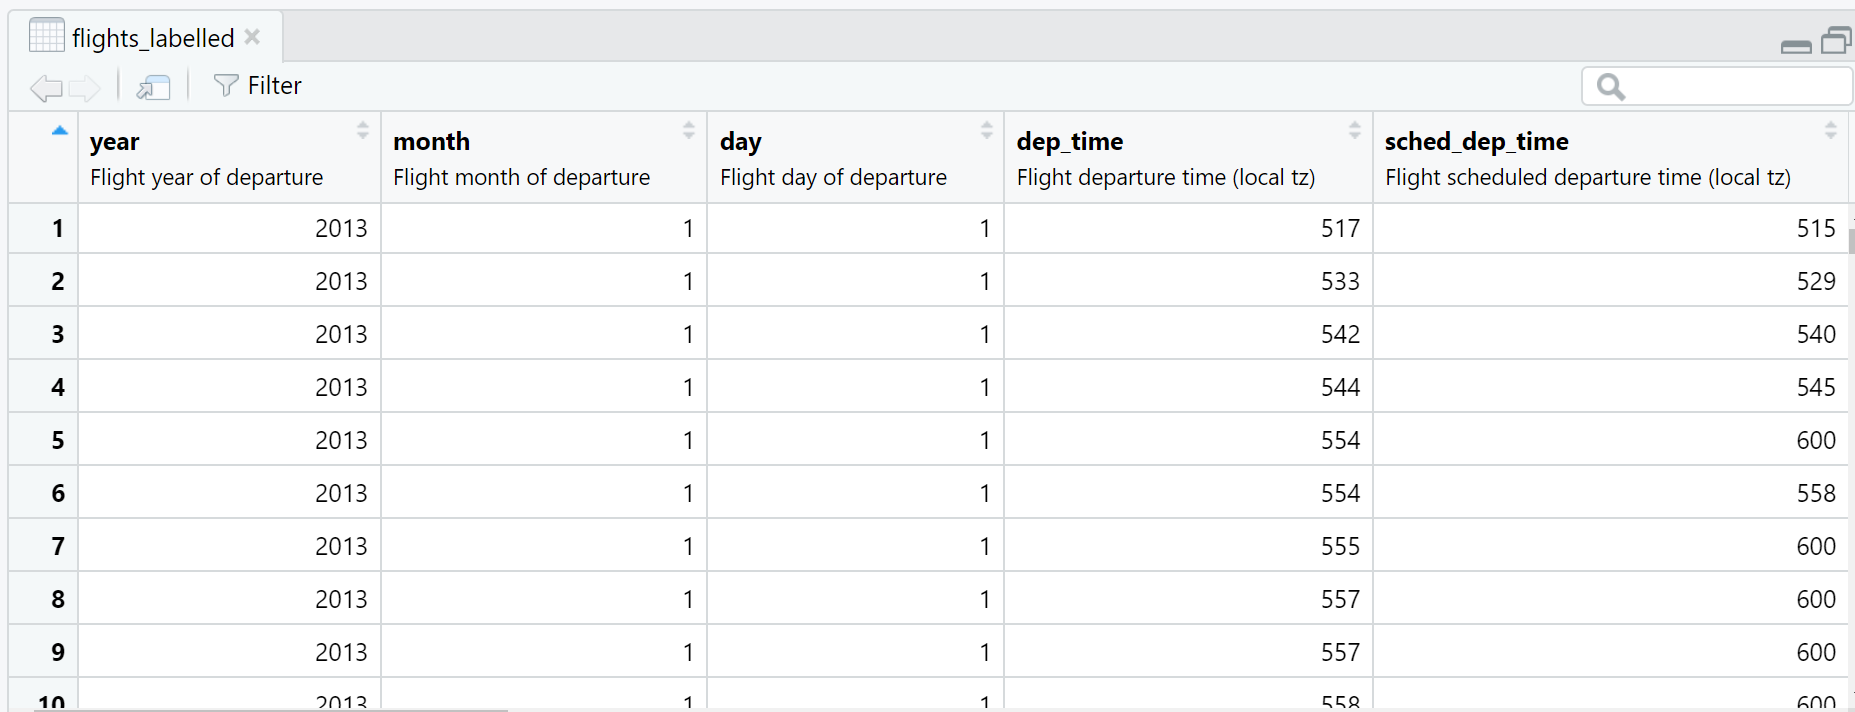 flights_labelled
Filter
year month day dep_time sched_dep_time
Flight year of departure Flight month of departure Flight day of departure Flight departure time (local tz) Flight scheduled departure time (local tz)
1 2013 1 1 517 515
2 2013 1 1 533 529
3 2013 1 1 542 540
4 2013 1 1 544 545
5 2013 1 1 554 600
6 2013 1 1 554 558
7 2013 1 1 555 600
8 2013 1 1 557 600
9 2013 1 1 557 600
10 2013 1 1 558 600